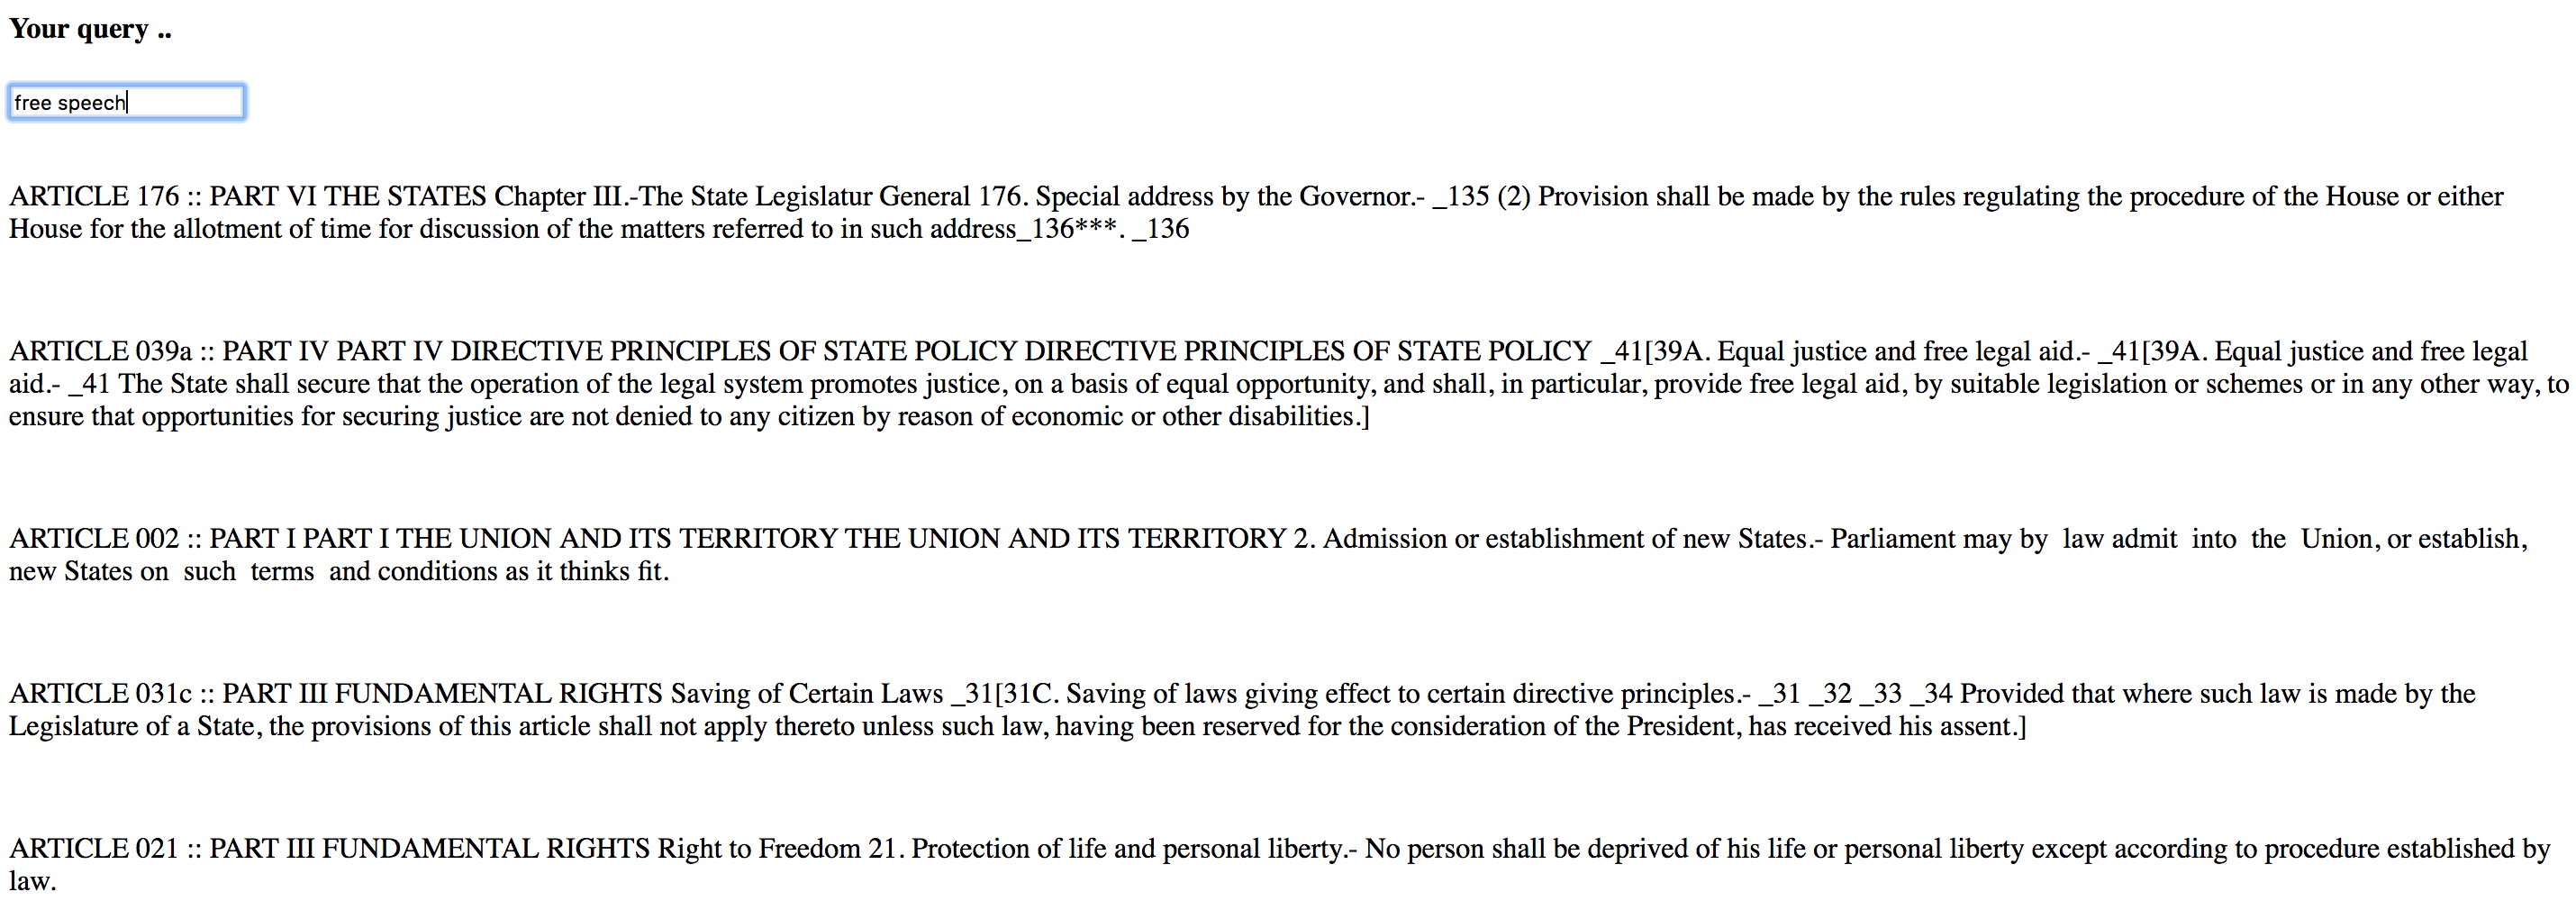 Your query ..
free speech
ARTICLE 176 :: PART VI THE STATES Chapter III.-The State Legislatur General 176. Special address by the Governor.- _135 (2) Provision shall be made by the rules regulating the procedure of the House or either
House for the allotment of time for discussion of the matters referred to in such address_136***. _136
ARTICLE 039a :: PART IV PART IV DIRECTIVE PRINCIPLES OF STATE POLICY DIRECTIVE PRINCIPLES OF STATE POLICY _41[39A. Equal justice and free legal aid.- _41[39A. Equal justice and free legal
aid.- _41 The State shall secure that the operation of the legal system promotes justice, on a basis of equal opportunity, and shall, in particular, provide free legal aid, by suitable legislation or schemes or in any other way, to
ensure that opportunities for securing justice are not denied to any citizen by reason of economic or other disabilities.]
ARTICLE 002 :: PART I PART I THE UNION AND ITS TERRITORY THE UNION AND ITS TERRITORY 2. Admission or establishment of new States.- Parliament may by  law admit  into  the  Union, or establish,
new States on  such  terms  and conditions as it thinks fit.
ARTICLE 031c :: PART III FUNDAMENTAL RIGHTS Saving of Certain Laws _31[31C. Saving of laws giving effect to certain directive principles.- _31 _32 _33 _34 Provided that where such law is made by the
Legislature of a State, the provisions of this article shall not apply thereto unless such law, having been reserved for the consideration of the President, has received his assent.]
ARTICLE 021 :: PART III FUNDAMENTAL RIGHTS Right to Freedom 21. Protection of life and personal liberty.- No person shall be deprived of his life or personal liberty except according to procedure established by
law.